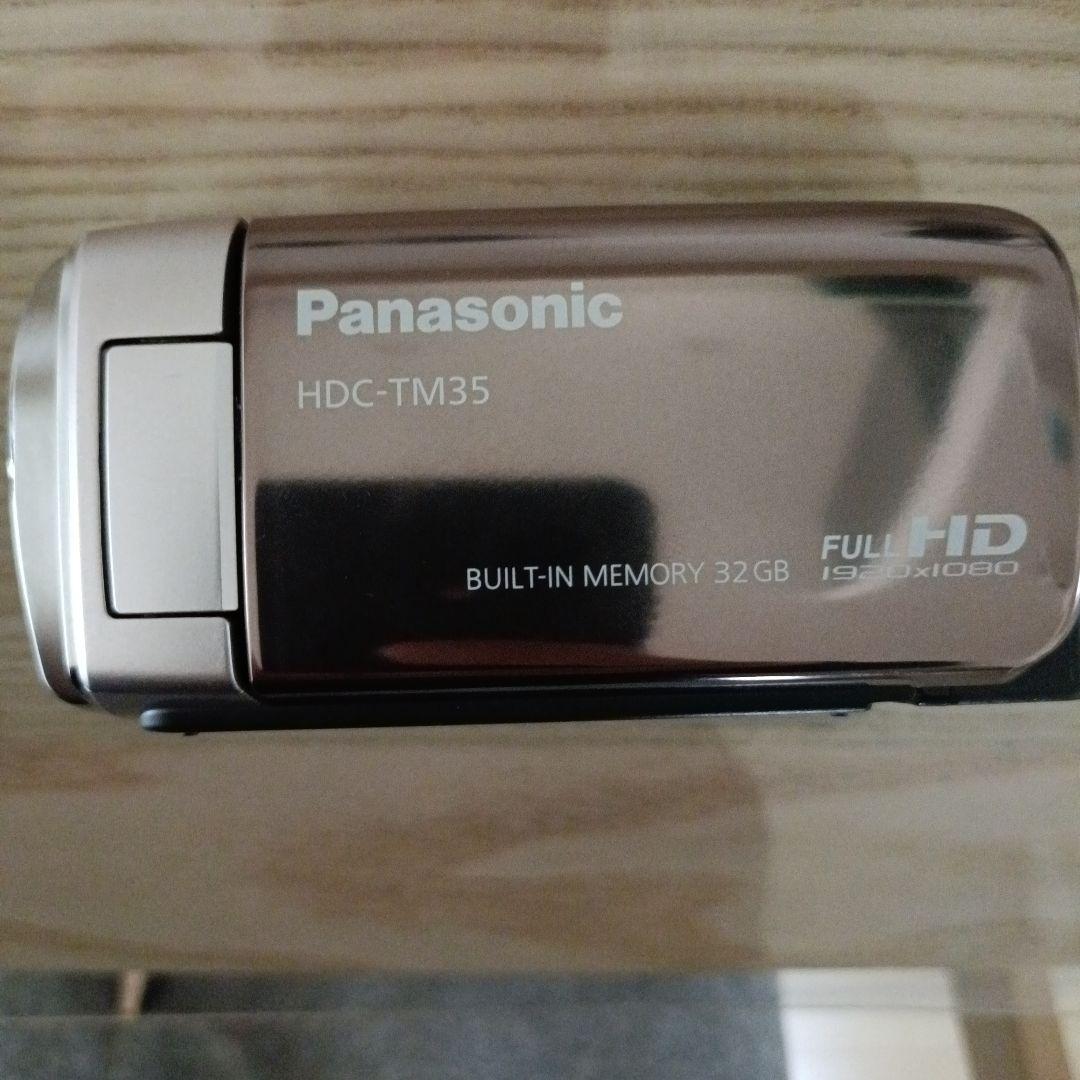 Panasonic
HDC-TM35
BUILT-IN MEMORY 32GB
FULL HD
1920x1080